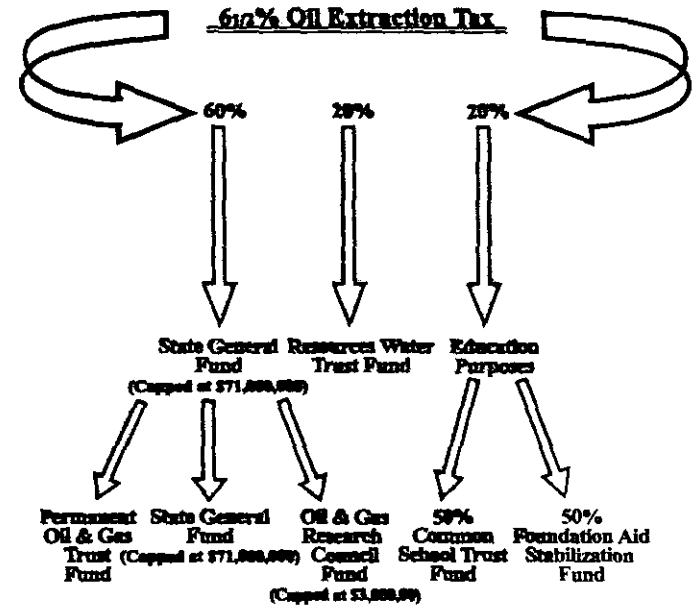 6 1/2% Oil Extraction Tax
60% 20% 20%
State General Resources Water Education
Fund Trust Fund Purposes
(Capped at $71,000,000)
Permanent State General Oil & Gas 50% 50%
Oil & Gas Fund Research Common Foundation Aid
Trust (Capped at $71,000,000) Council School Trust Stabilization
Fund Fund Fund Fund
(Capped at $3,000,00)